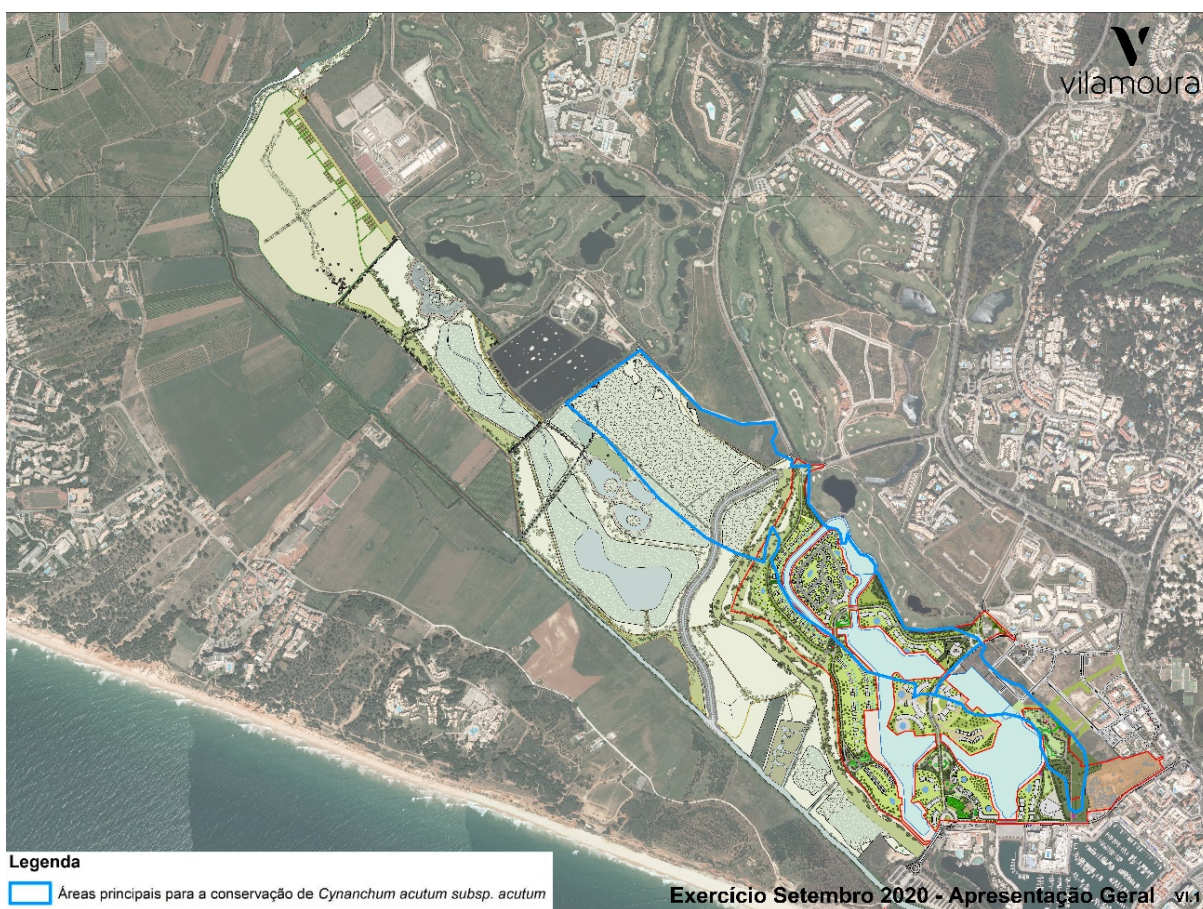 vilamoura
Legenda
Áreas principais para a conservação de Cynanchum acutum subsp. acutum
Exercício Setembro 2020 - Apresentação Geral